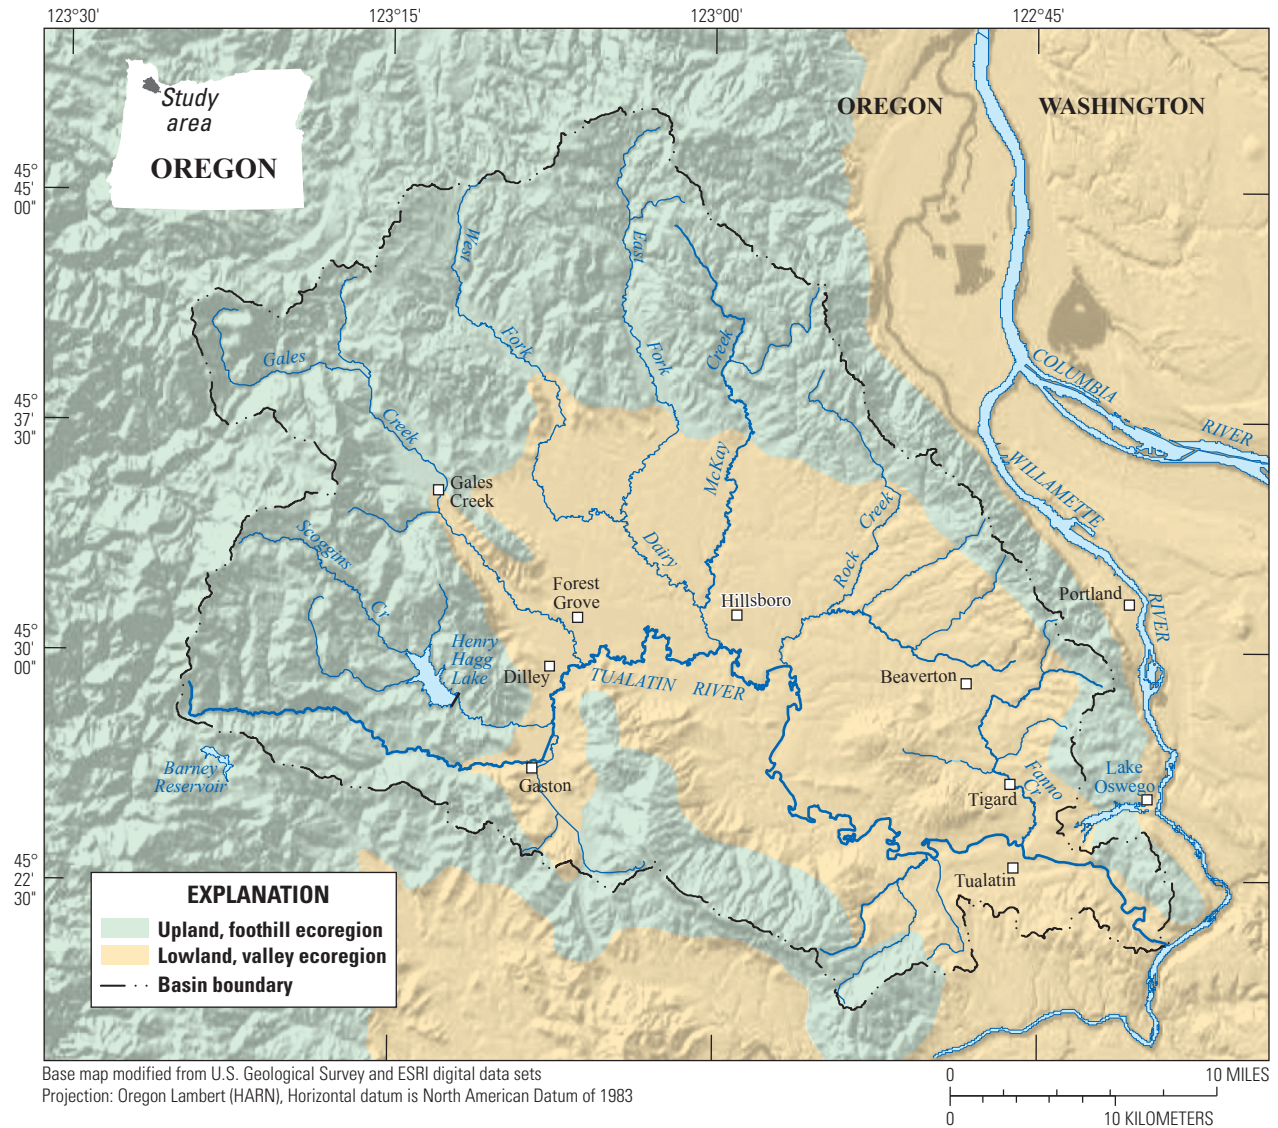 123°30'
123°15'
123°00'
122°45'
45°
45'
00"
45°
37'
30"
45°
30'
00"
45°
22'
30"
Study
area
OREGON
OREGON
WASHINGTON
West
Fork
East
Fork
Creek
McKay
Gales
Creek
Gales
Creek
Scoggins
Cr
Dairy
Rock
Creek
COLUMBIA
RIVER
WILLAMETTE
RIVER
Forest
Grove
Hillsboro
Portland
Henry
Hagg
Lake
Dilley
TUALATIN RIVER
Beaverton
Barney
Reservoir
Gaston
Tigard
Fanno
Cr
Lake
Oswego
Tualatin
EXPLANATION
Upland, foothill ecoregion
Lowland, valley ecoregion
Basin boundary
Base map modified from U.S. Geological Survey and ESRI digital data sets
Projection: Oregon Lambert (HARN), Horizontal datum is North American Datum of 1983
0 10 MILES
0 10 KILOMETERS